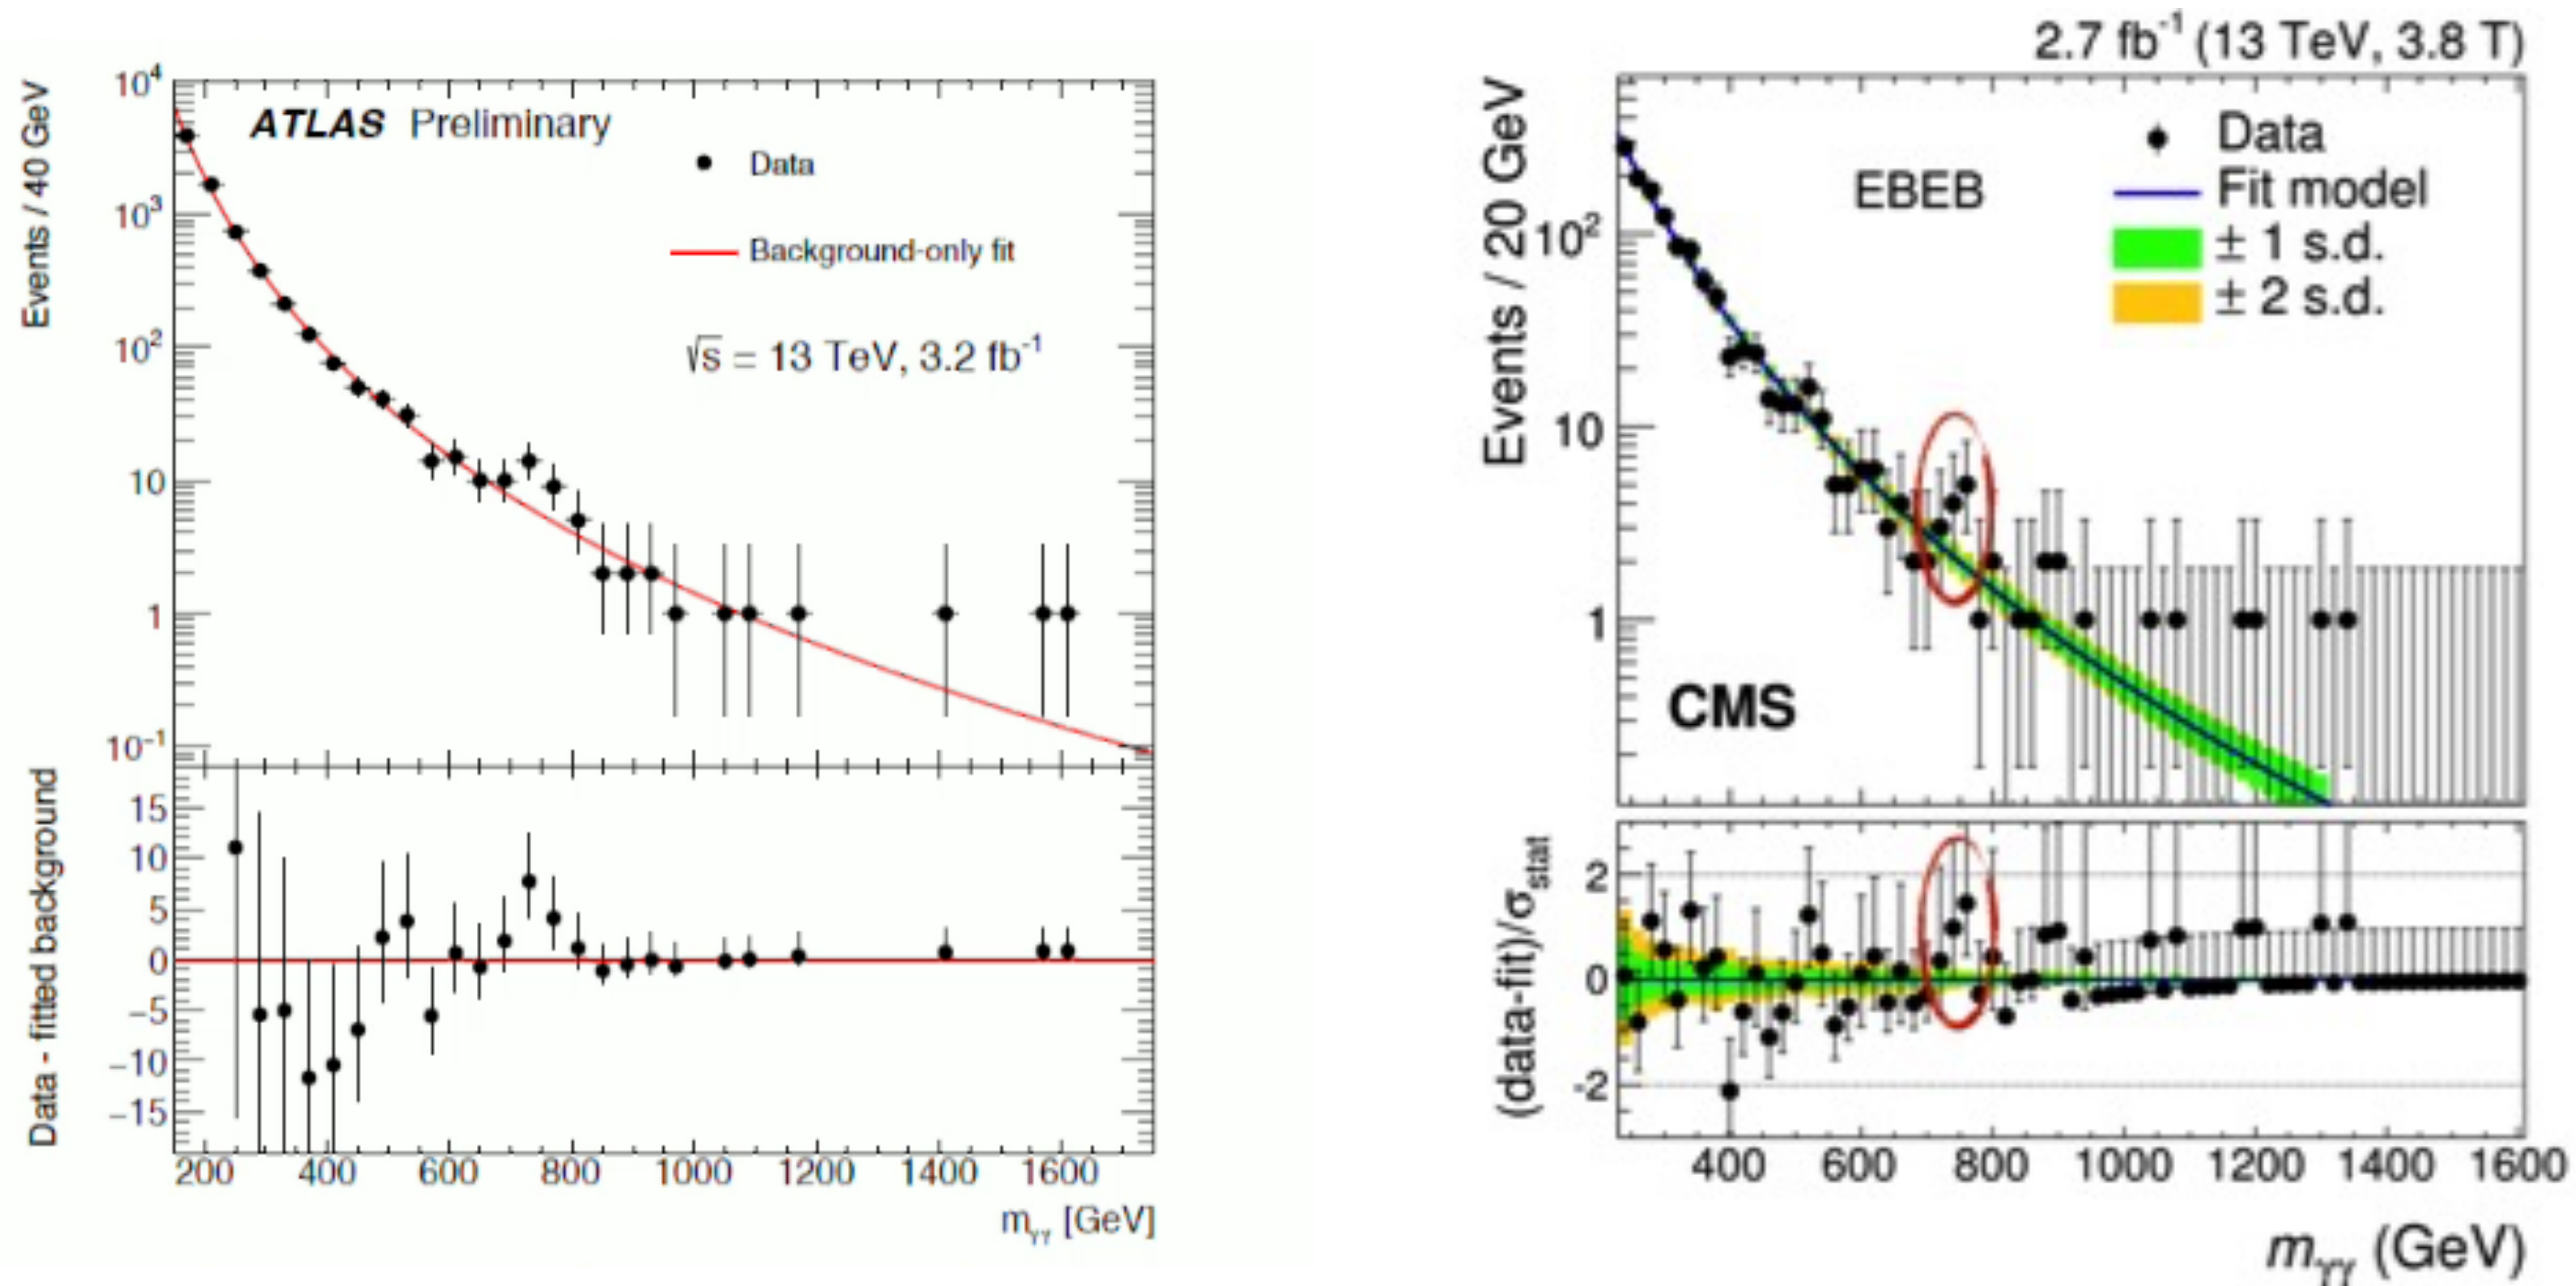 10⁴
10³
10²
10
1
10⁻¹
Events / 40 GeV
ATLAS Preliminary
Data
Background-only fit
√s = 13 TeV, 3.2 fb⁻¹
15
10
5
0
−5
−10
−15
Data - fitted background
200 400 600 800 1000 1200 1400 1600
mγγ [GeV]
2.7 fb⁻¹ (13 TeV, 3.8 T)
Events / 20 GeV
10²
10
1
EBEB
Data
Fit model
± 1 s.d.
± 2 s.d.
CMS
(data-fit)/σstat
2
0
-2
400 600 800 1000 1200 1400 1600
mγγ (GeV)